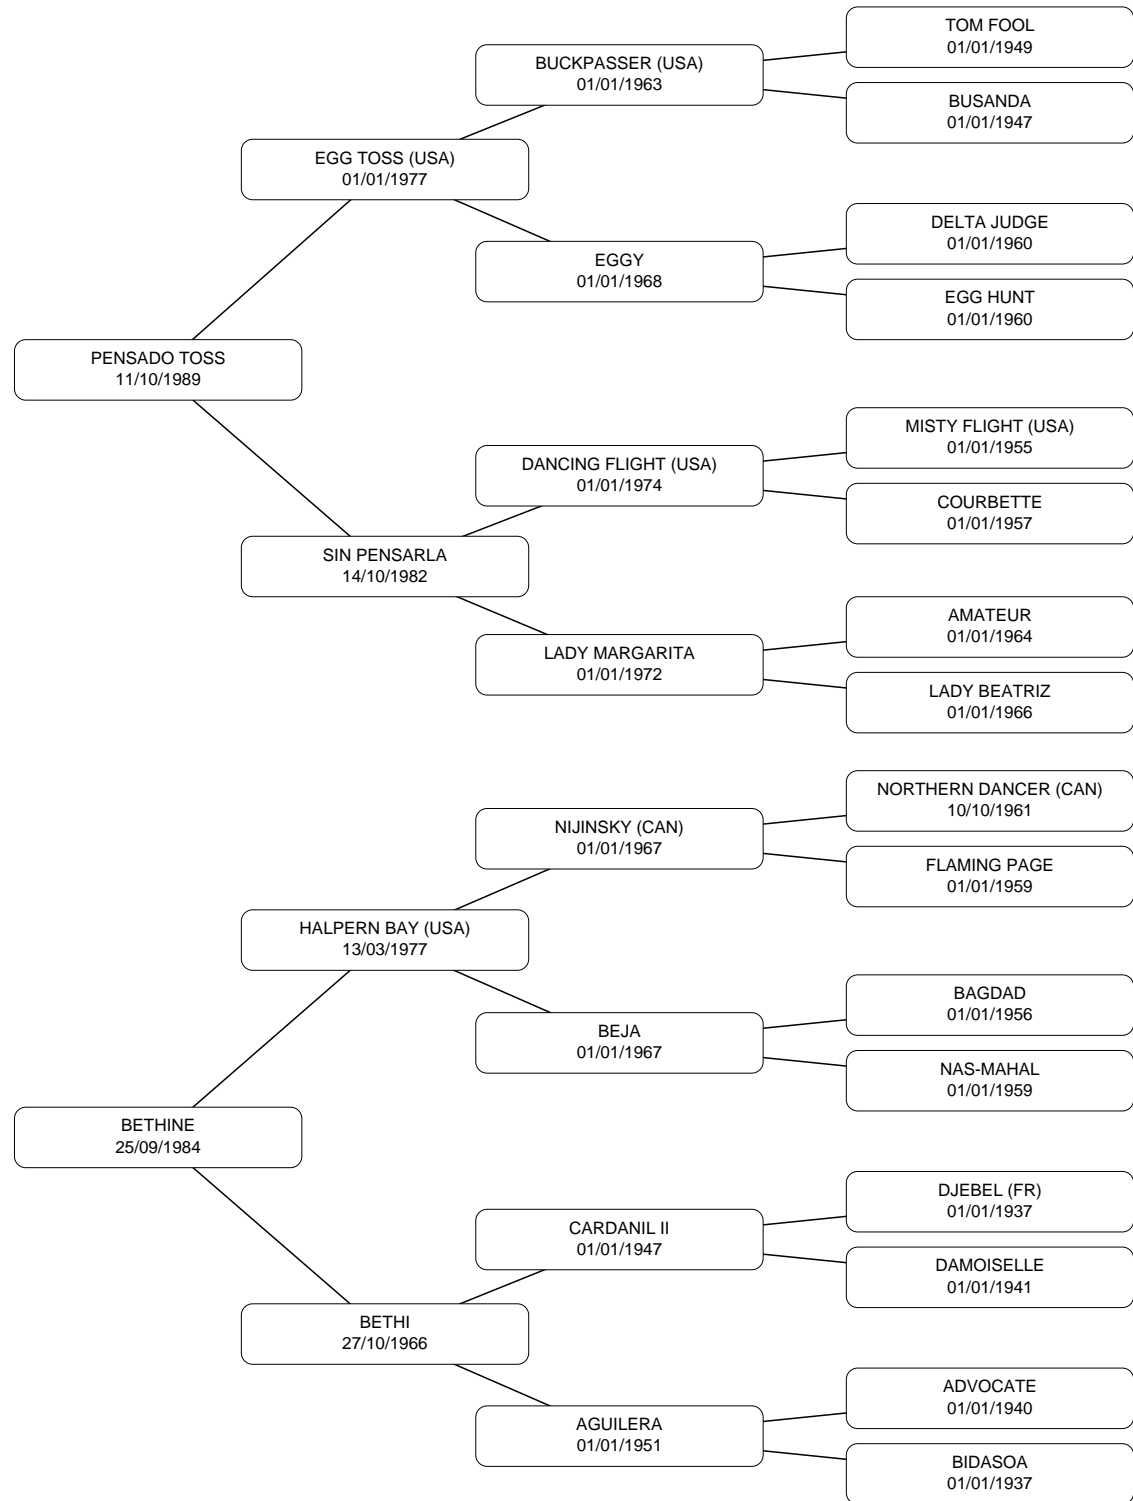 TOM FOOL
01/01/1949
BUCKPASSER (USA)
01/01/1963
BUSANDA
01/01/1947
EGG TOSS (USA)
01/01/1977
DELTA JUDGE
01/01/1960
EGGY
01/01/1968
EGG HUNT
01/01/1960
PENSADO TOSS
11/10/1989
MISTY FLIGHT (USA)
01/01/1955
DANCING FLIGHT (USA)
01/01/1974
COURBETTE
01/01/1957
SIN PENSARLA
14/10/1982
AMATEUR
01/01/1964
LADY MARGARITA
01/01/1972
LADY BEATRIZ
01/01/1966
NORTHERN DANCER (CAN)
10/10/1961
NIJINSKY (CAN)
01/01/1967
FLAMING PAGE
01/01/1959
HALPERN BAY (USA)
13/03/1977
BAGDAD
01/01/1956
BEJA
01/01/1967
NAS-MAHAL
01/01/1959
BETHINE
25/09/1984
DJEBEL (FR)
01/01/1937
CARDANIL II
01/01/1947
DAMOISELLE
01/01/1941
BETHI
27/10/1966
ADVOCATE
01/01/1940
AGUILERA
01/01/1951
BIDASOA
01/01/1937